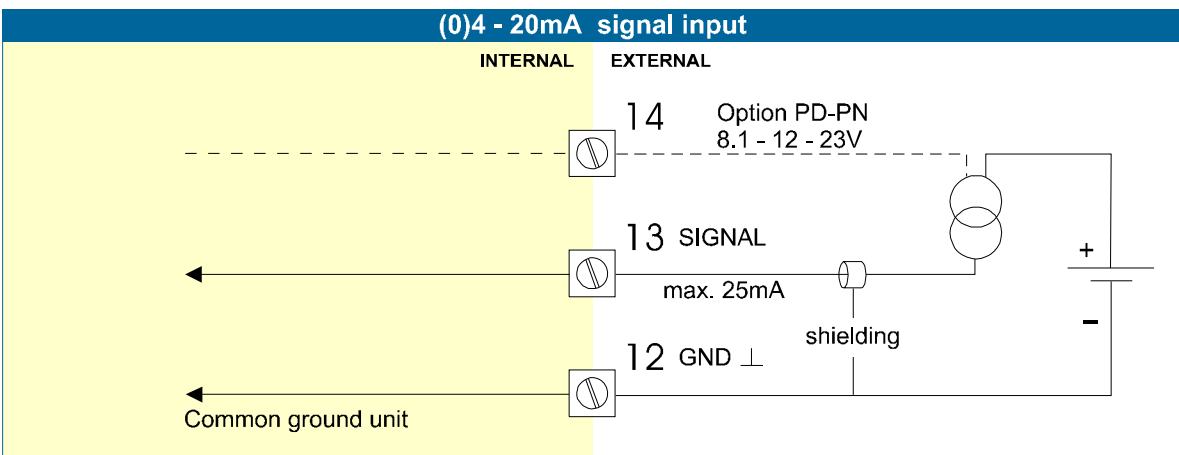 (0)4 - 20mA signal input
INTERNAL EXTERNAL
14 Option PD-PN
8.1 - 12 - 23V
13 SIGNAL
max. 25mA
+
-
shielding
12 GND ⊥
Common ground unit